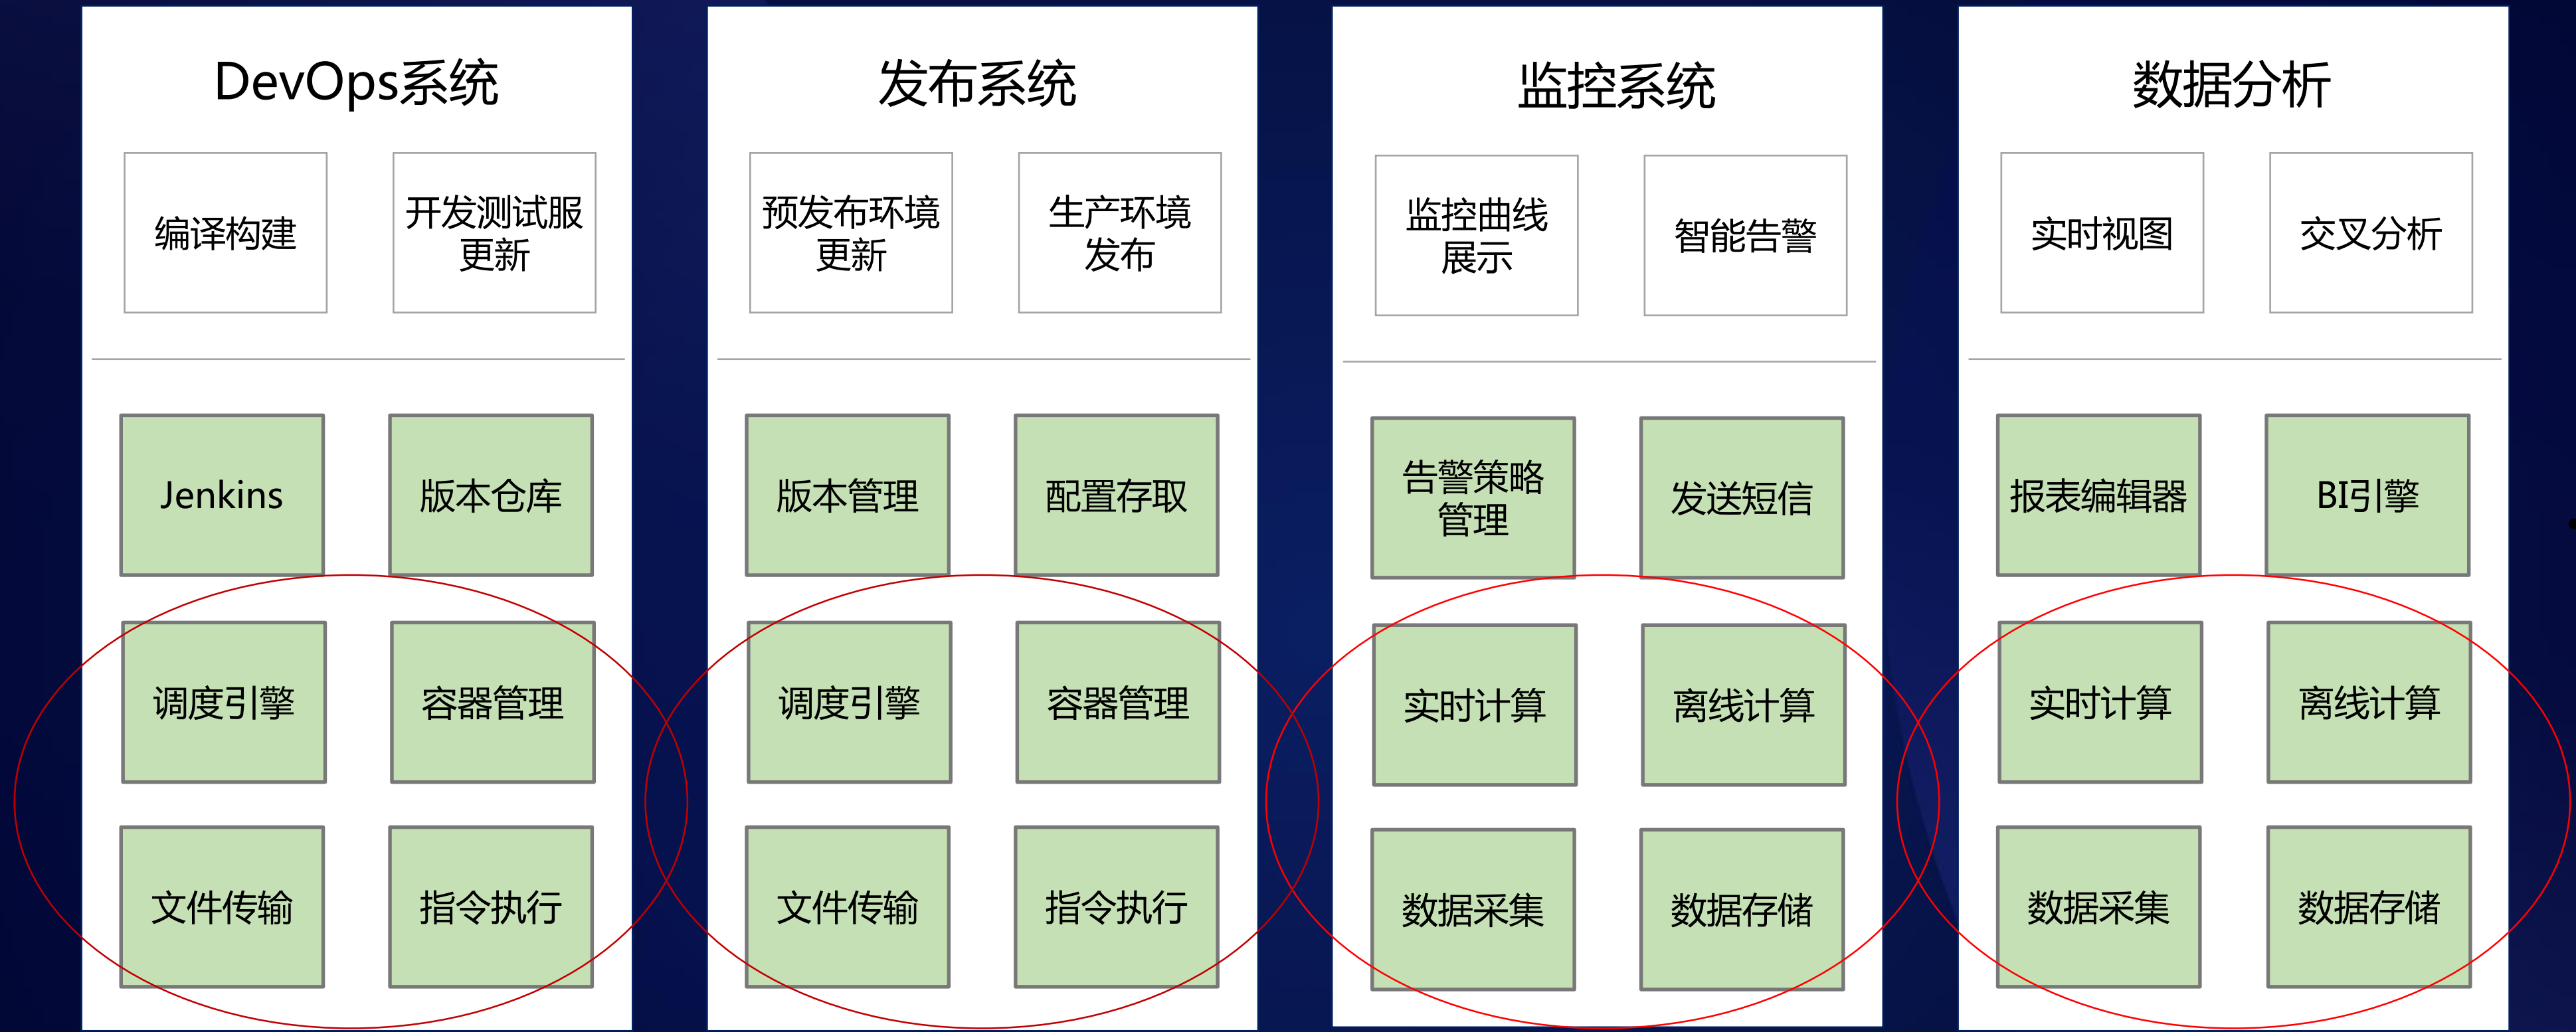 DevOps系统
编译构建
开发测试服
更新
Jenkins
版本仓库
调度引擎
容器管理
文件传输
指令执行
发布系统
预发布环境
更新
生产环境
发布
版本管理
配置存取
调度引擎
容器管理
文件传输
指令执行
监控系统
监控曲线
展示
智能告警
告警策略
管理
发送短信
实时计算
离线计算
数据采集
数据存储
数据分析
实时视图
交叉分析
报表编辑器
BI引擎
实时计算
离线计算
数据采集
数据存储